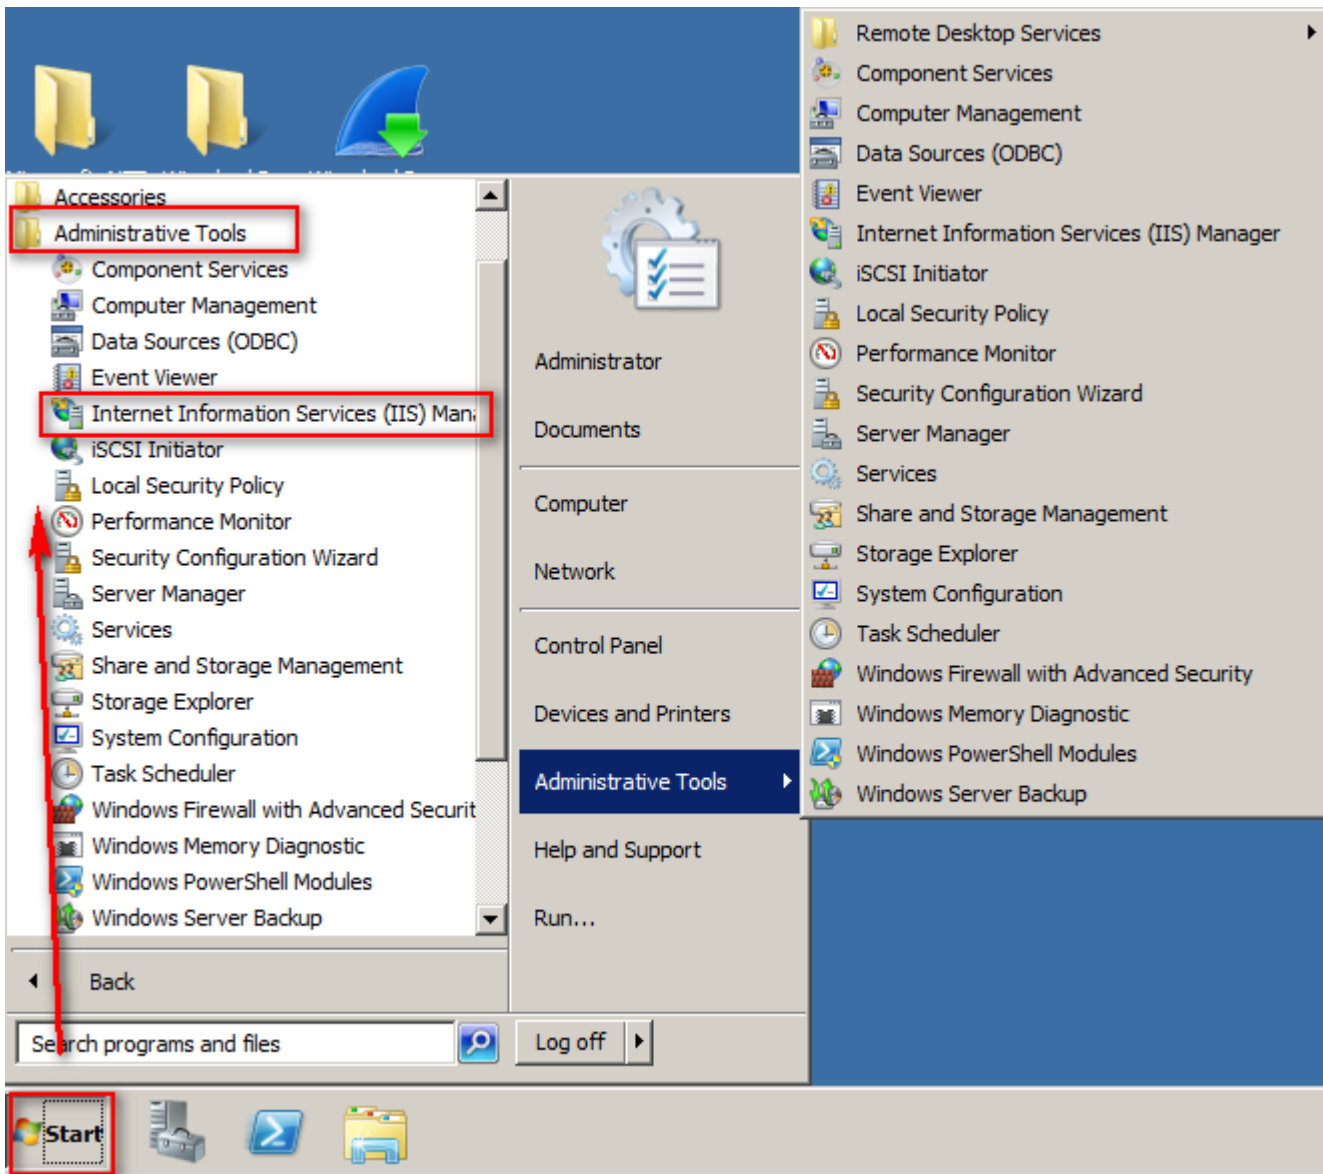 Accessories
Administrative Tools
Component Services
Computer Management
Data Sources (ODBC)
Event Viewer
Internet Information Services (IIS)
iSCSI Initiator
Local Security Policy
Performance Monitor
Security Configuration Wizard
Server Manager
Services
Share and Storage Management
Storage Explorer
System Configuration
Task Scheduler
Windows Firewall with Advanced Securit
Windows Memory Diagnostic
Windows PowerShell Modules
Windows Server Backup
Back
Search programs and files
Administrator
Documents
Computer
Network
Control Panel
Devices and Printers
Administrative Tools
Help and Support
Run...
Log off
Remote Desktop Services
Component Services
Computer Management
Data Sources (ODBC)
Event Viewer
Internet Information Services (IIS) Manager
iSCSI Initiator
Local Security Policy
Performance Monitor
Security Configuration Wizard
Server Manager
Services
Share and Storage Management
Storage Explorer
System Configuration
Task Scheduler
Windows Firewall with Advanced Security
Windows Memory Diagnostic
Windows PowerShell Modules
Windows Server Backup
Start